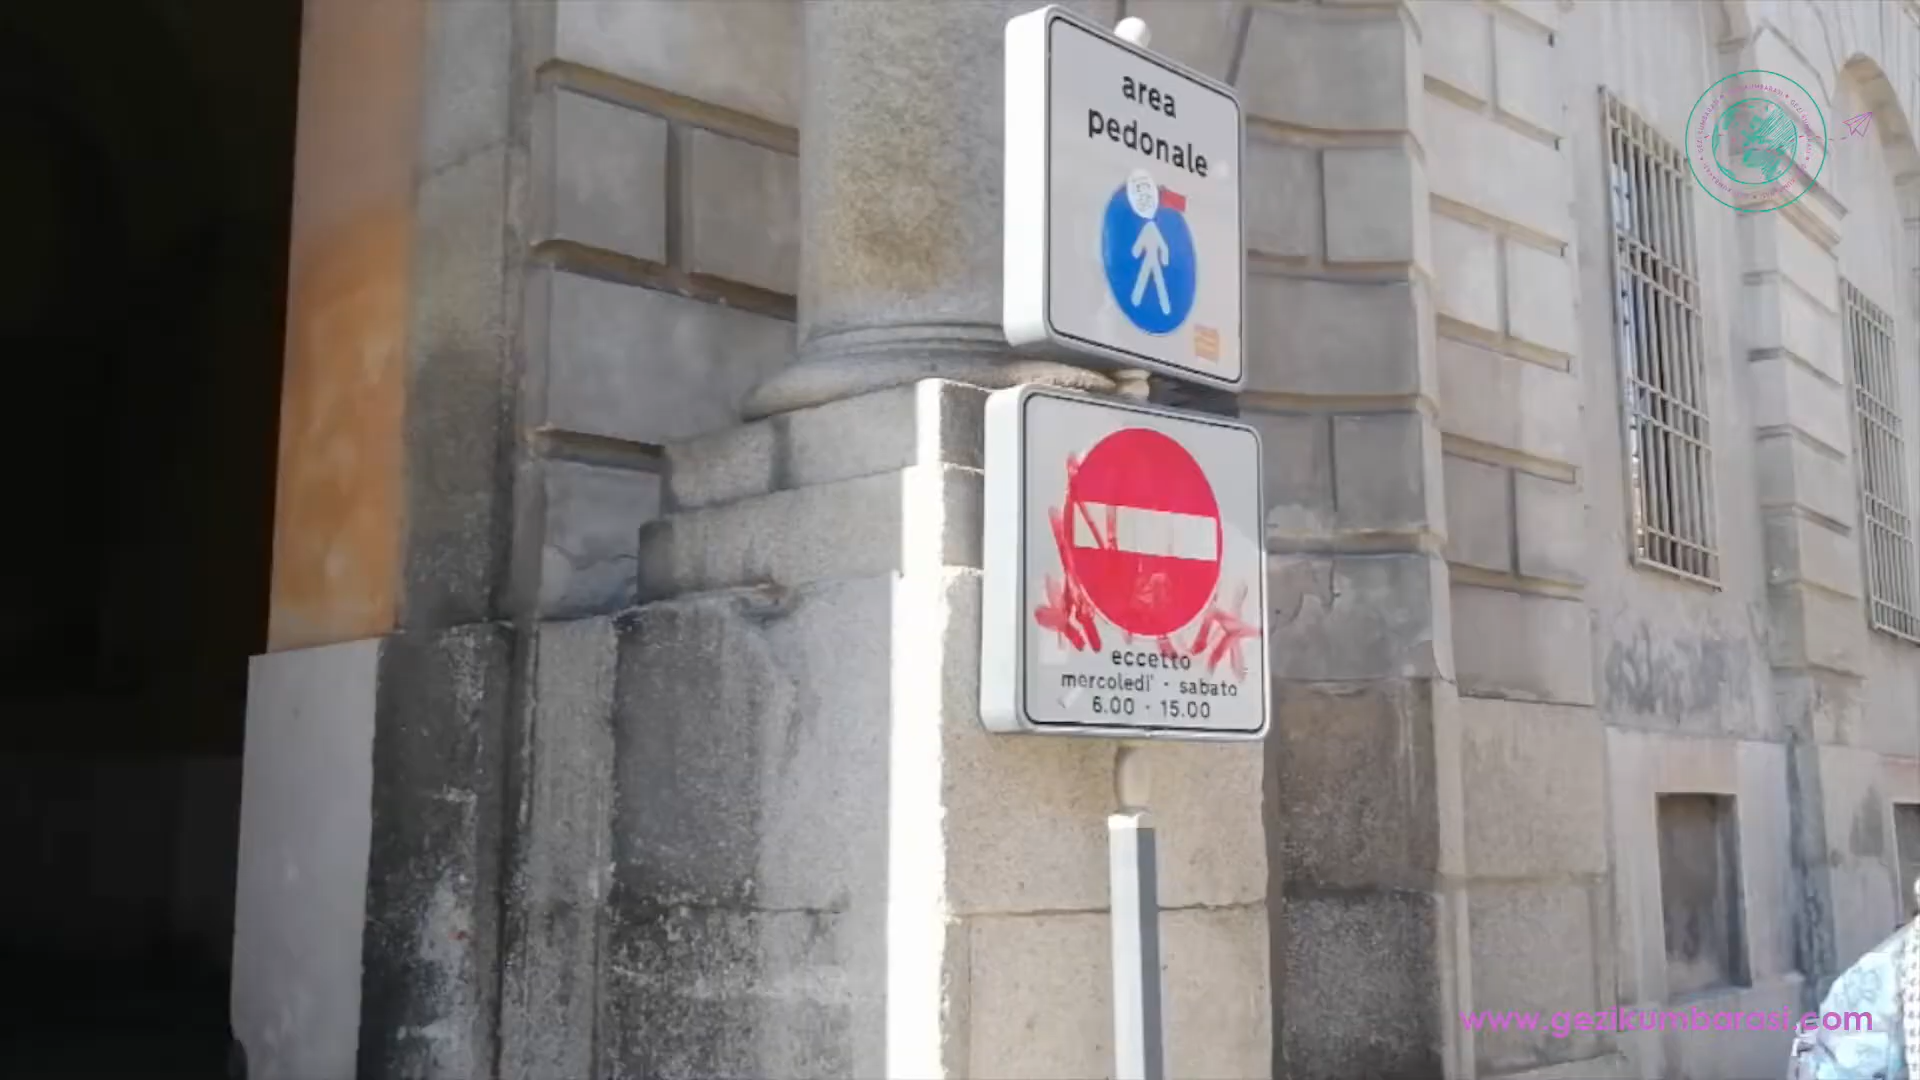 area
pedonale
eccetto
mercoledi' - sabato
6.00 - 15.00
www.gezikumbarasi.com